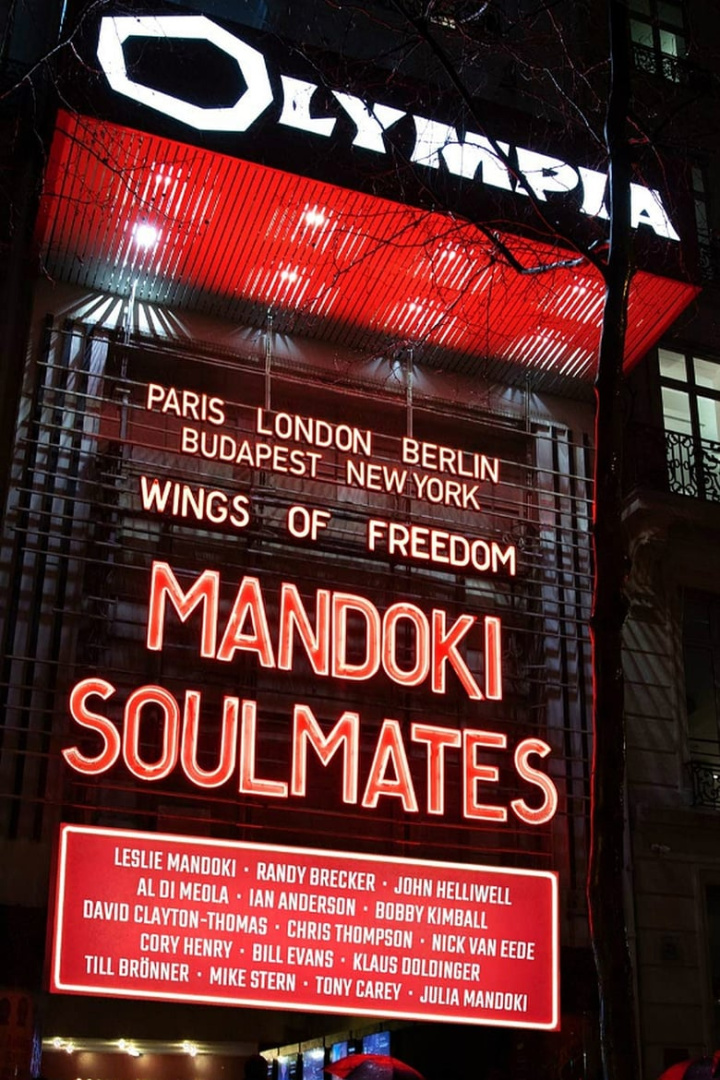 OLYMPIA
PARIS LONDON BERLIN
BUDAPEST NEW YORK
WINGS OF FREEDOM
MANDOKI
SOULMATES
LESLIE MANDOKI · RANDY BRECKER · JOHN HELLIWELL
AL DI MEOLA · IAN ANDERSON · BOBBY KIMBALL
DAVID CLAYTON-THOMAS · CHRIS THOMPSON · NICK VAN EEDE
CORY HENRY · BILL EVANS · KLAUS DOLDINGER
TILL BRÖNNER · MIKE STERN · TONY CAREY · JULIA MANDOKI